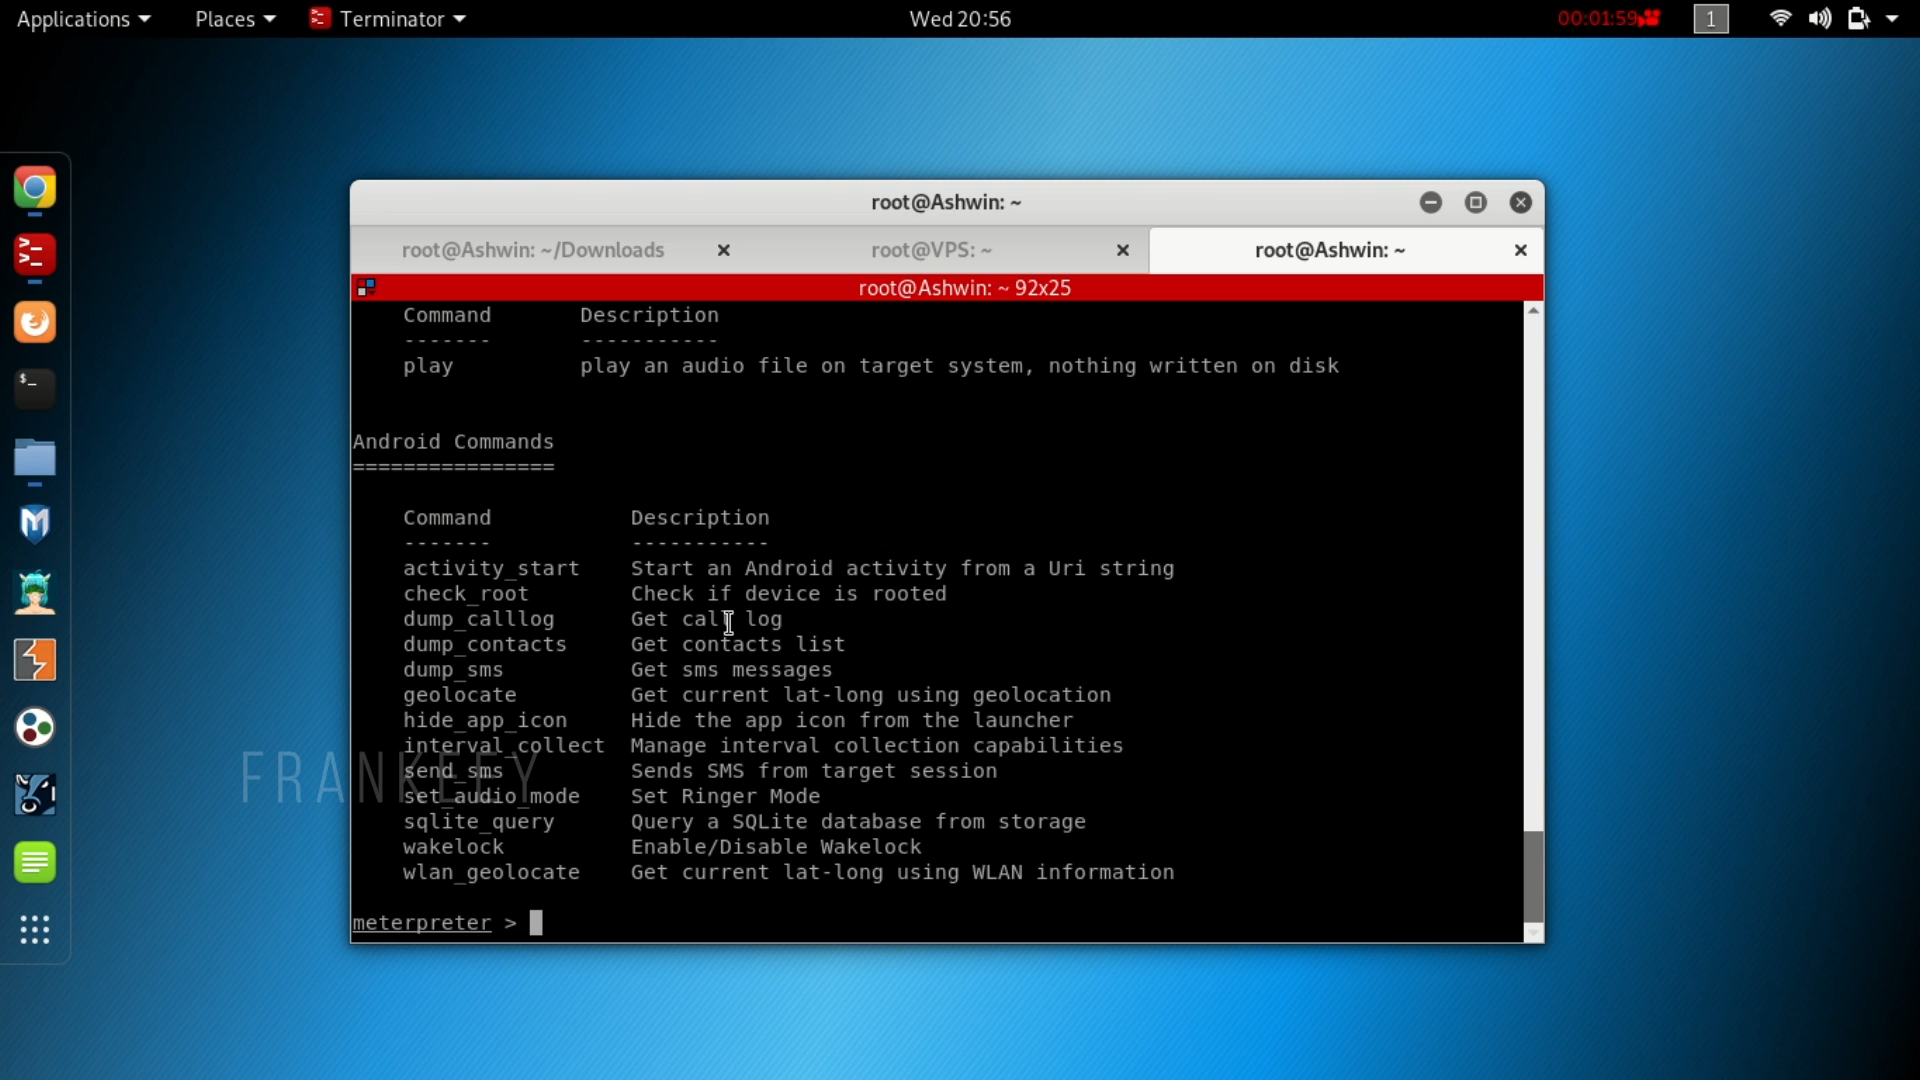 Applications Places Terminator Wed 20:56 00:01:59 1
root@Ashwin: ~
root@Ashwin: ~/Downloads root@VPS: ~ root@Ashwin: ~
root@Ashwin: ~ 92x25
Command Description
------- -----------
play play an audio file on target system, nothing written on disk
Android Commands
================
Command Description
------- -----------
activity_start Start an Android activity from a Uri string
check_root Check if device is rooted
dump_calllog Get call log
dump_contacts Get contacts list
dump_sms Get sms messages
geolocate Get current lat-long using geolocation
hide_app_icon Hide the app icon from the launcher
interval_collect Manage interval collection capabilities
send_sms Sends SMS from target session
set_audio_mode Set Ringer Mode
sqlite_query Query a SQLite database from storage
wakelock Enable/Disable Wakelock
wlan_geolocate Get current lat-long using WLAN information
meterpreter >
FRANKEEY